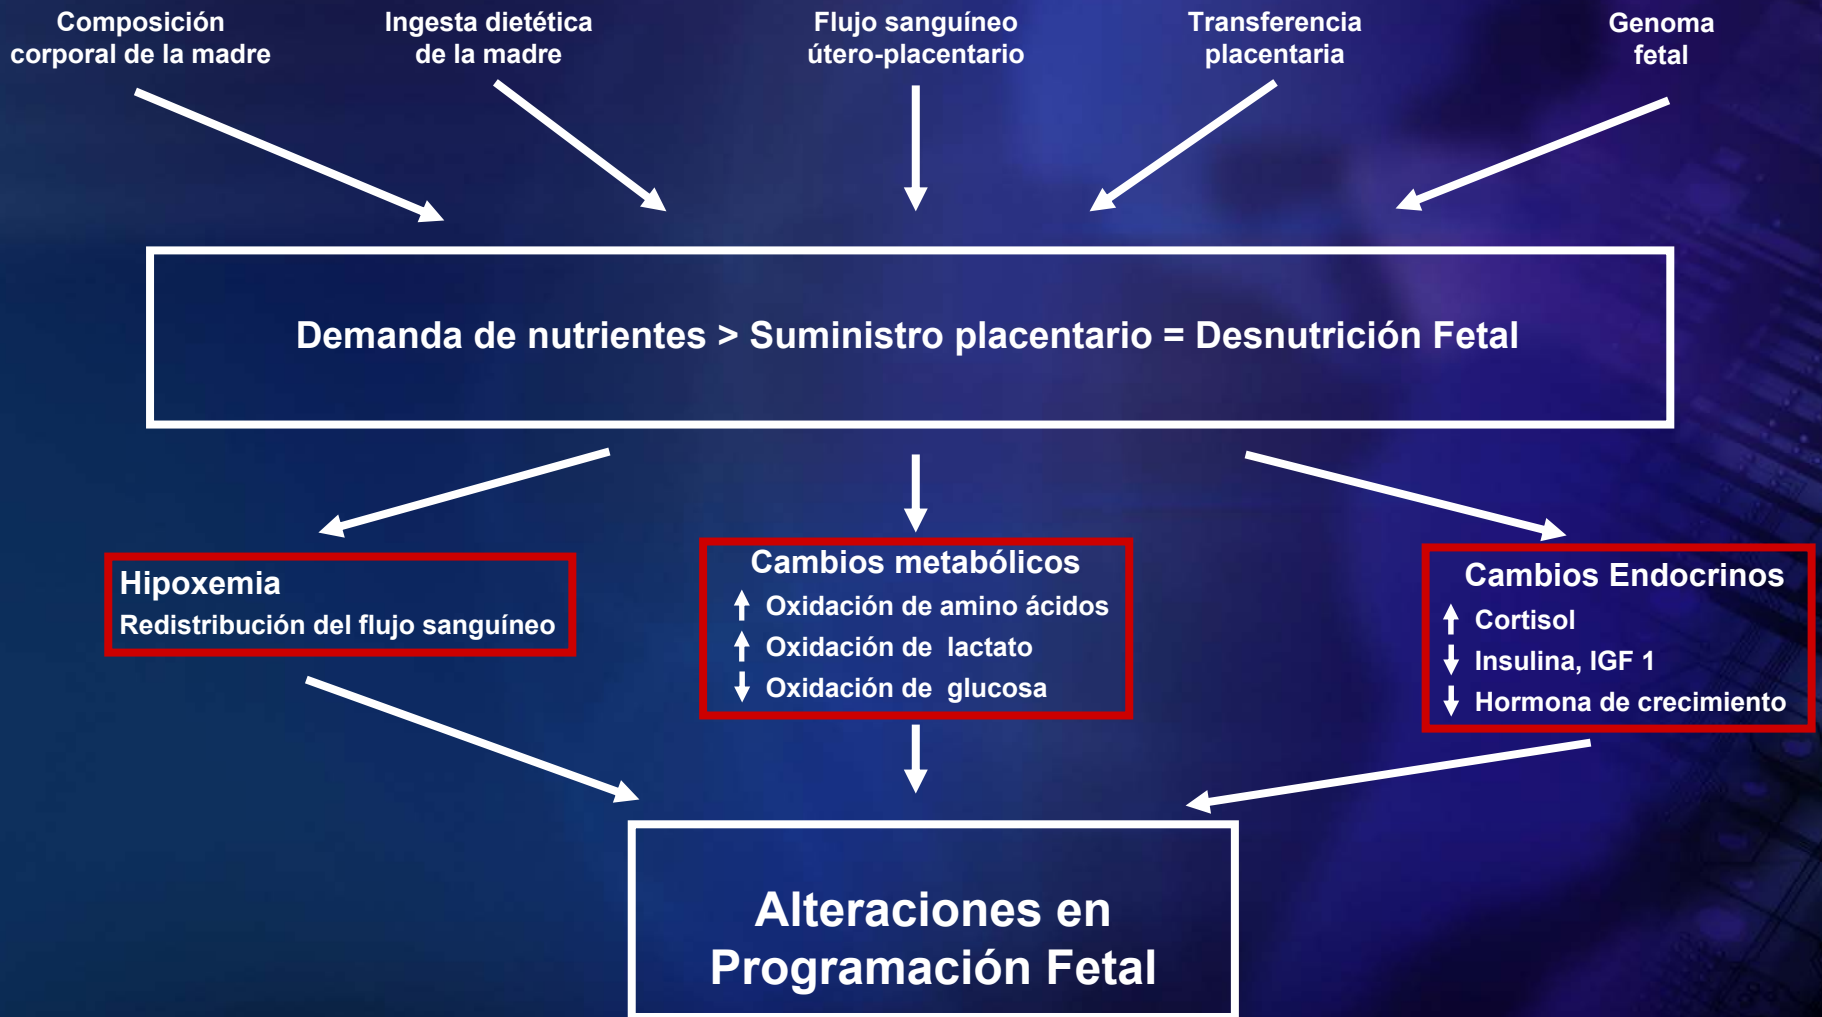 Composición
corporal de la madre
Ingesta dietética
de la madre
Flujo sanguíneo
útero-placentario
Transferencia
placentaria
Genoma
fetal
Demanda de nutrientes > Suministro placentario = Desnutrición Fetal
Hipoxemia
Redistribución del flujo sanguíneo
Cambios metabólicos
↑ Oxidación de amino ácidos
↑ Oxidación de lactato
↓ Oxidación de glucosa
Cambios Endocrinos
↑ Cortisol
↓ Insulina, IGF 1
↓ Hormona de crecimiento
Alteraciones en
Programación Fetal